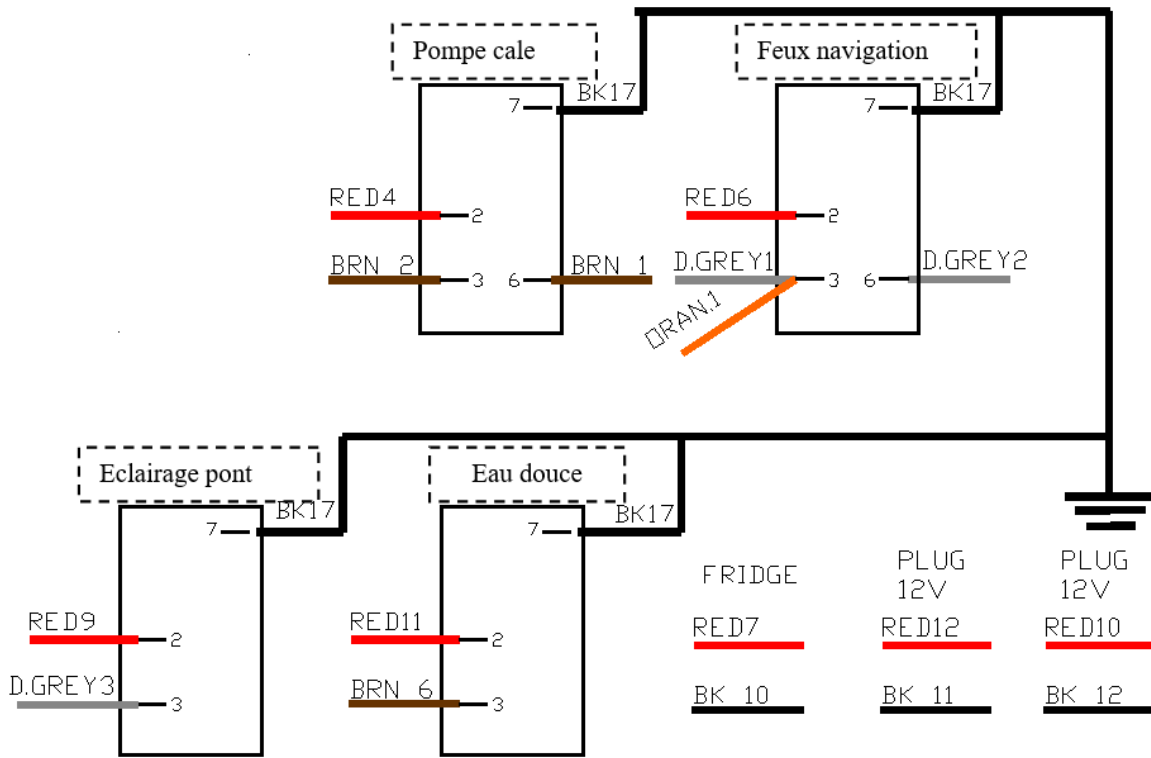 Pompe cale
Feux navigation
BK17
BK17
7
7
RED4
2
RED6
2
BRN 2
3
6
BRN 1
D.GREY1
3
6
D.GREY2
ORAN.1
Eclairage pont
Eau douce
BK17
BK17
7
7
FRIDGE
PLUG
12V
PLUG
12V
RED9
2
RED11
2
RED7
RED12
RED10
D.GREY3
3
BRN 6
3
BK 10
BK 11
BK 12